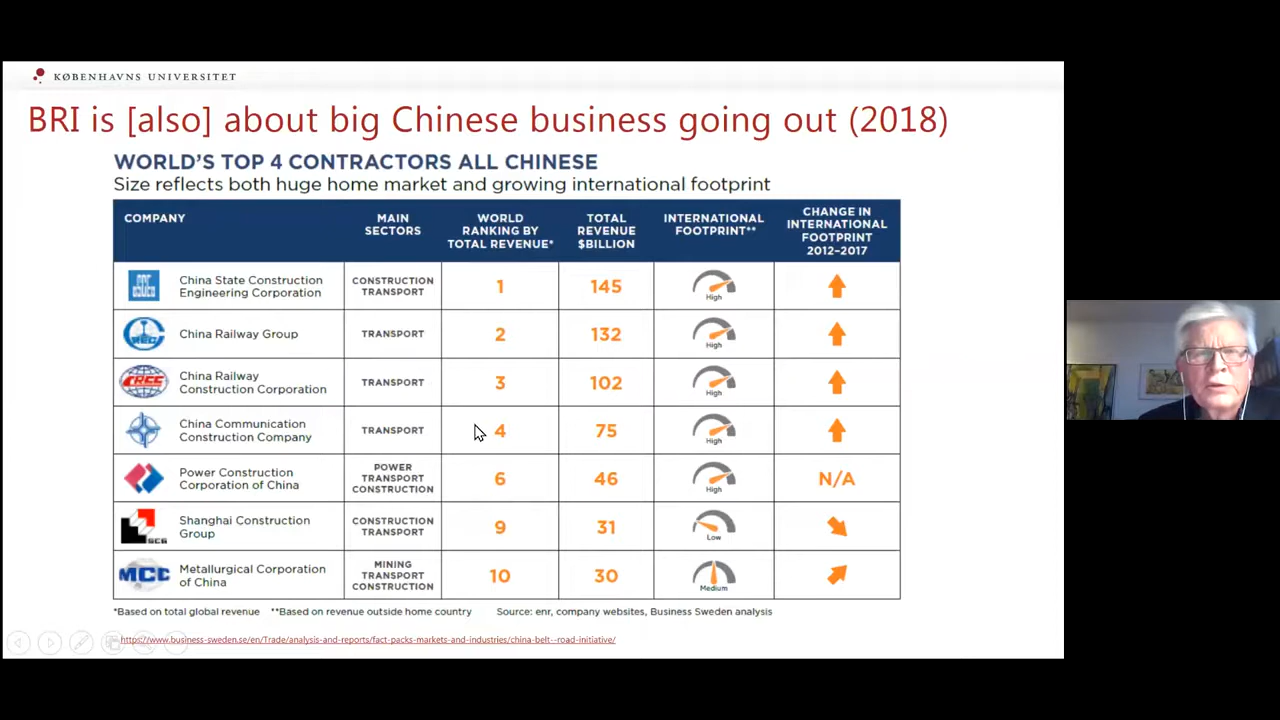 KØBENHAVNS UNIVERSITET
BRI is [also] about big Chinese business going out (2018)
WORLD'S TOP 4 CONTRACTORS ALL CHINESE
Size reflects both huge home market and growing international footprint
COMPANY
MAIN
SECTORS
WORLD
RANKING BY
TOTAL REVENUE*
TOTAL
REVENUE
$BILLION
INTERNATIONAL
FOOTPRINT**
CHANGE IN
INTERNATIONAL
FOOTPRINT
2012–2017
China State Construction
Engineering Corporation
CONSTRUCTION
TRANSPORT
1
145
High
China Railway Group
TRANSPORT
2
132
High
CRCC
China Railway
Construction Corporation
TRANSPORT
3
102
High
China Communication
Construction Company
TRANSPORT
4
75
High
Power Construction
Corporation of China
POWER
TRANSPORT
CONSTRUCTION
6
46
High
N/A
SCG
Shanghai Construction
Group
CONSTRUCTION
TRANSPORT
9
31
Low
MCC
Metallurgical Corporation
of China
MINING
TRANSPORT
CONSTRUCTION
10
30
Medium
*Based on total global revenue **Based on revenue outside home country Source: enr, company websites, Business Sweden analysis
https://www.business-sweden.se/en/Trade/analysis-and-reports/fact-packs-markets-and-industries/china-belt--road-initiative/